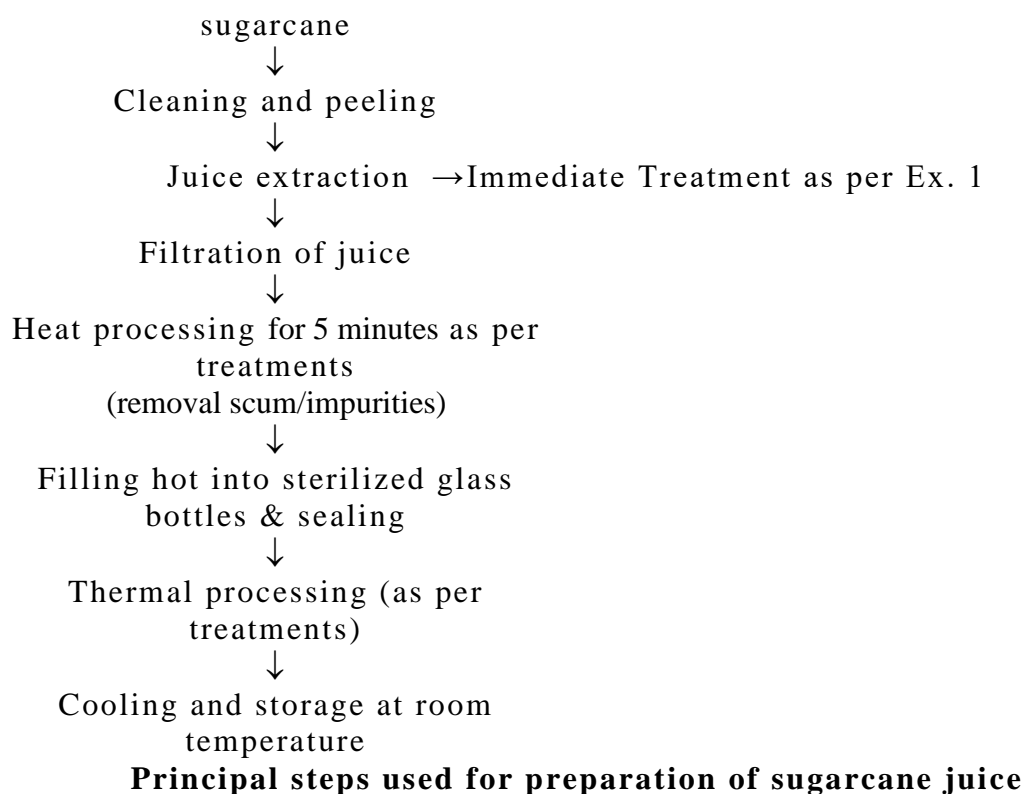 sugarcane
↓
Cleaning and peeling
↓
Juice extraction →Immediate Treatment as per Ex. 1
↓
Filtration of juice
↓
Heat processing for 5 minutes as per
treatments
(removal scum/impurities)
↓
Filling hot into sterilized glass
bottles & sealing
↓
Thermal processing (as per
treatments)
↓
Cooling and storage at room
temperature
Principal steps used for preparation of sugarcane juice